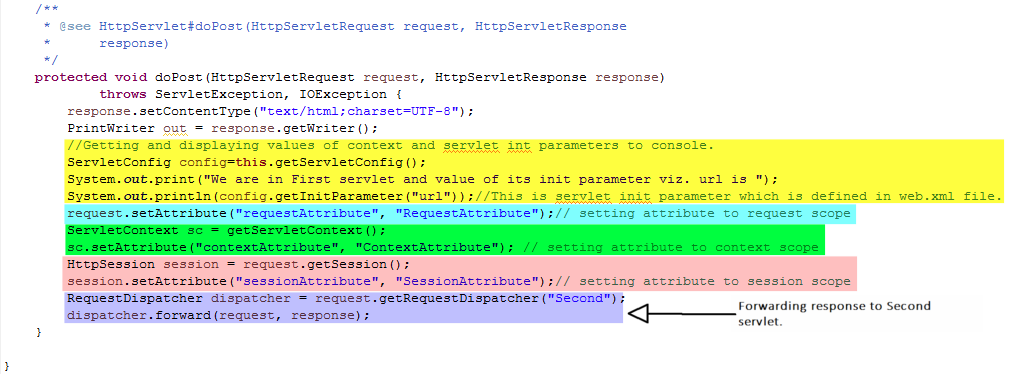 /**
 * @see HttpServlet#doPost(HttpServletRequest request, HttpServletResponse
 *      response)
 */
protected void doPost(HttpServletRequest request, HttpServletResponse response)
        throws ServletException, IOException {
    response.setContentType("text/html;charset=UTF-8");
    PrintWriter out = response.getWriter();
    //Getting and displaying values of context and servlet int parameters to console.
    ServletConfig config=this.getServletConfig();
    System.out.print("We are in First servlet and value of its init parameter viz. url is ");
    System.out.println(config.getInitParameter("url"));//This is servlet init parameter which is defined in web.xml file.
    request.setAttribute("requestAttribute", "RequestAttribute");// setting attribute to request scope
    ServletContext sc = getServletContext();
    sc.setAttribute("contextAttribute", "ContextAttribute"); // setting attribute to context scope
    HttpSession session = request.getSession();
    session.setAttribute("sessionAttribute", "SessionAttribute");// setting attribute to session scope
    RequestDispatcher dispatcher = request.getRequestDispatcher("Second");
    dispatcher.forward(request, response);
Forwarding response to Second
servlet.
}
}